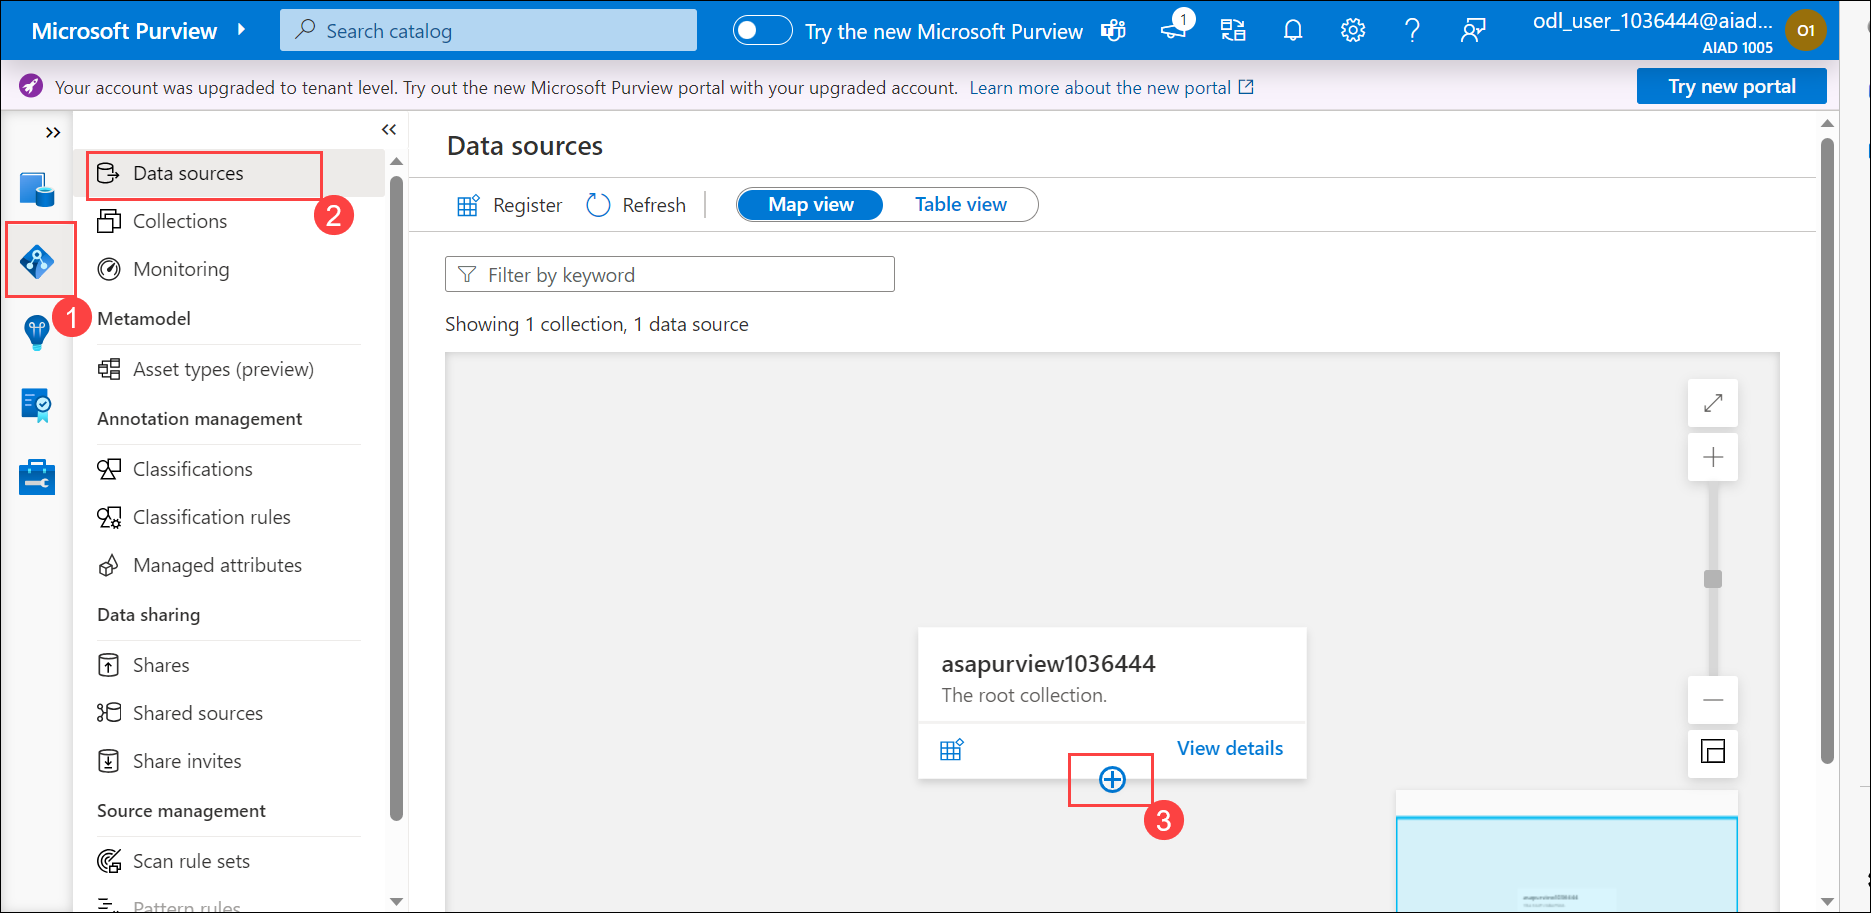 Microsoft Purview
Search catalog
Try the new Microsoft Purview
1
odl_user_1036444@aiad...
AIAD 1005
O1
Your account was upgraded to tenant level. Try out the new Microsoft Purview portal with your upgraded account. Learn more about the new portal
Try new portal
Data sources
2
Collections
Monitoring
1
Metamodel
Asset types (preview)
Annotation management
Classifications
Classification rules
Managed attributes
Data sharing
Shares
Shared sources
Share invites
Source management
Scan rule sets
Pattern rules
Data sources
Register
Refresh
Map view
Table view
Filter by keyword
Showing 1 collection, 1 data source
asapurview1036444
The root collection.
View details
3